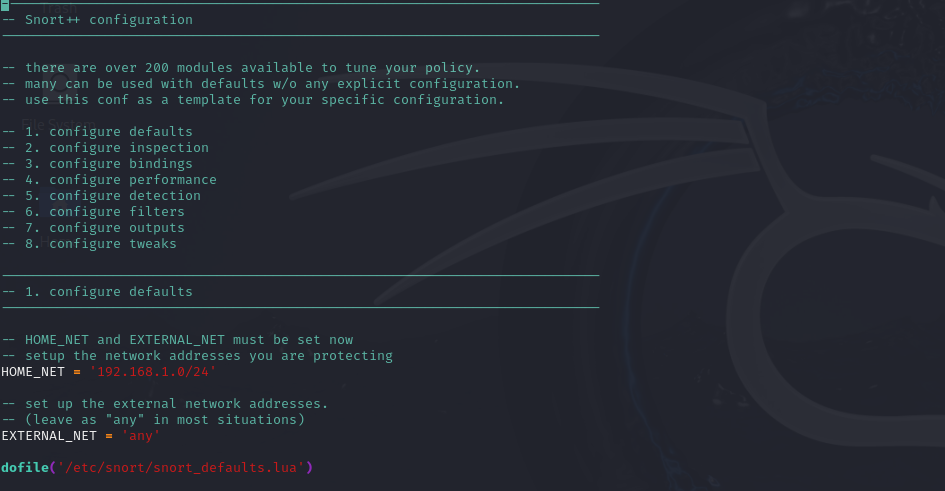 Trash
-- Snort++ configuration
-- there are over 200 modules available to tune your policy.
-- many can be used with defaults w/o any explicit configuration.
-- use this conf as a template for your specific configuration.
File System
-- 1. configure defaults
-- 2. configure inspection
-- 3. configure bindings
-- 4. configure performance
-- 5. configure detection
-- 6. configure filters
-- 7. configure outputs
-- 8. configure tweaks
-- 1. configure defaults
-- HOME_NET and EXTERNAL_NET must be set now
-- setup the network addresses you are protecting
HOME_NET = '192.168.1.0/24'
-- set up the external network addresses.
-- (leave as "any" in most situations)
EXTERNAL_NET = 'any'
dofile('/etc/snort/snort_defaults.lua')